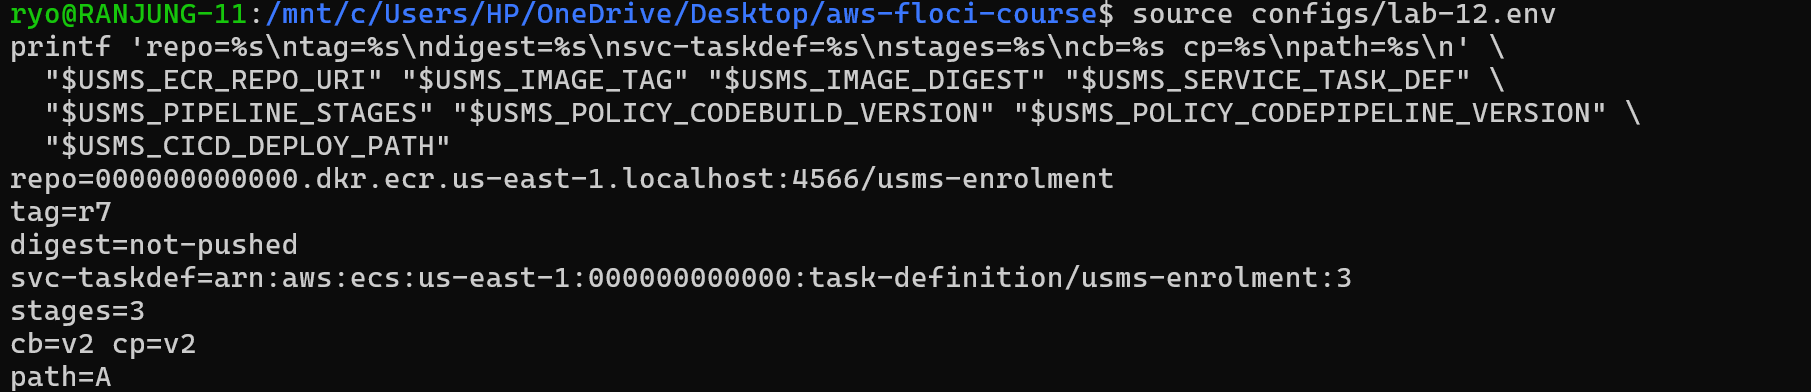 ryo@RANJUNG-11:/mnt/c/Users/HP/OneDrive/Desktop/aws-floci-course$ source configs/lab-12.env
printf 'repo=%s\ntag=%s\ndigest=%s\nsvc-taskdef=%s\nstages=%s\ncb=%s cp=%s\npath=%s\n' \
  "$USMS_ECR_REPO_URI" "$USMS_IMAGE_TAG" "$USMS_IMAGE_DIGEST" "$USMS_SERVICE_TASK_DEF" \
  "$USMS_PIPELINE_STAGES" "$USMS_POLICY_CODEBUILD_VERSION" "$USMS_POLICY_CODEPIPELINE_VERSION" \
  "$USMS_CICD_DEPLOY_PATH"
repo=000000000000.dkr.ecr.us-east-1.localhost:4566/usms-enrolment
tag=r7
digest=not-pushed
svc-taskdef=arn:aws:ecs:us-east-1:000000000000:task-definition/usms-enrolment:3
stages=3
cb=v2 cp=v2
path=A